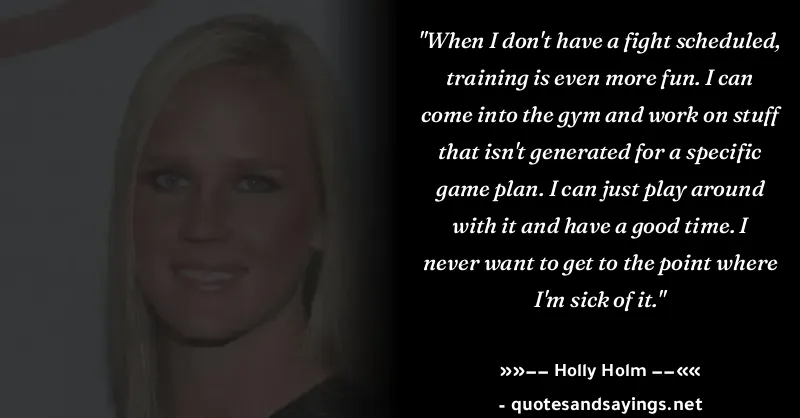 "When I don't have a fight scheduled,
training is even more fun. I can
come into the gym and work on stuff
that isn't generated for a specific
game plan. I can just play around
with it and have a good time. I
never want to get to the point where
I'm sick of it."
»»−− Holly Holm −−««
- quotesandsayings.net